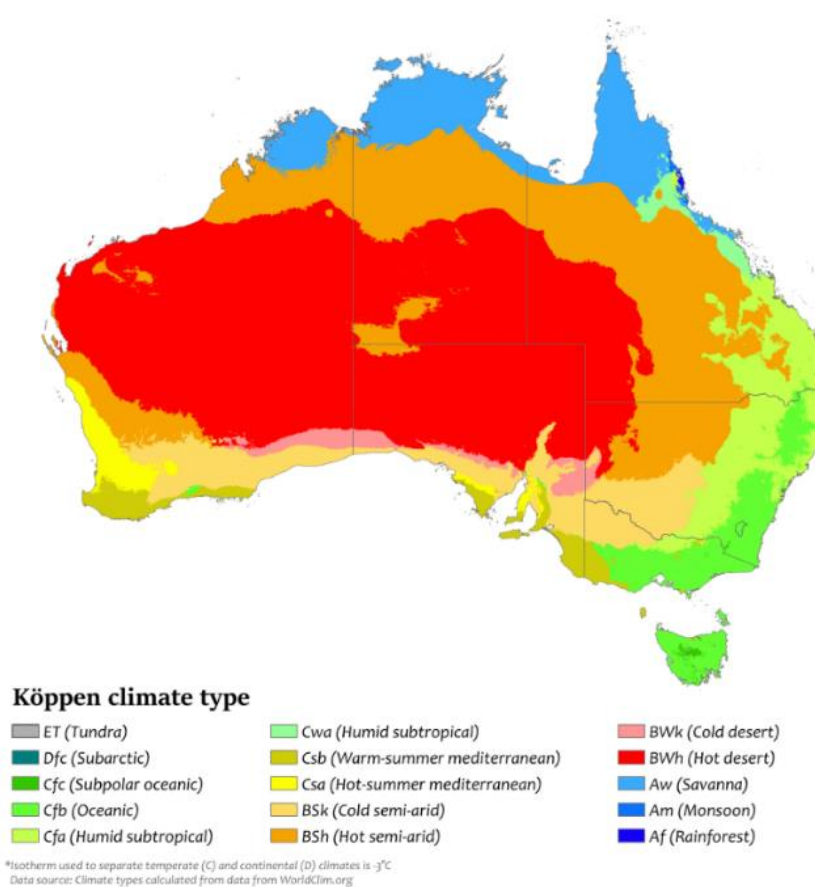 Köppen climate type
ET (Tundra)
Dfc (Subarctic)
Cfc (Subpolar oceanic)
Cfb (Oceanic)
Cfa (Humid subtropical)
Cwa (Humid subtropical)
Csb (Warm-summer mediterranean)
Csa (Hot-summer mediterranean)
BSk (Cold semi-arid)
BSh (Hot semi-arid)
BWk (Cold desert)
BWh (Hot desert)
Aw (Savanna)
Am (Monsoon)
Af (Rainforest)
*Isotherm used to separate temperate (C) and continental (D) climates is -3°C
Data source: Climate types calculated from data from WorldClim.org